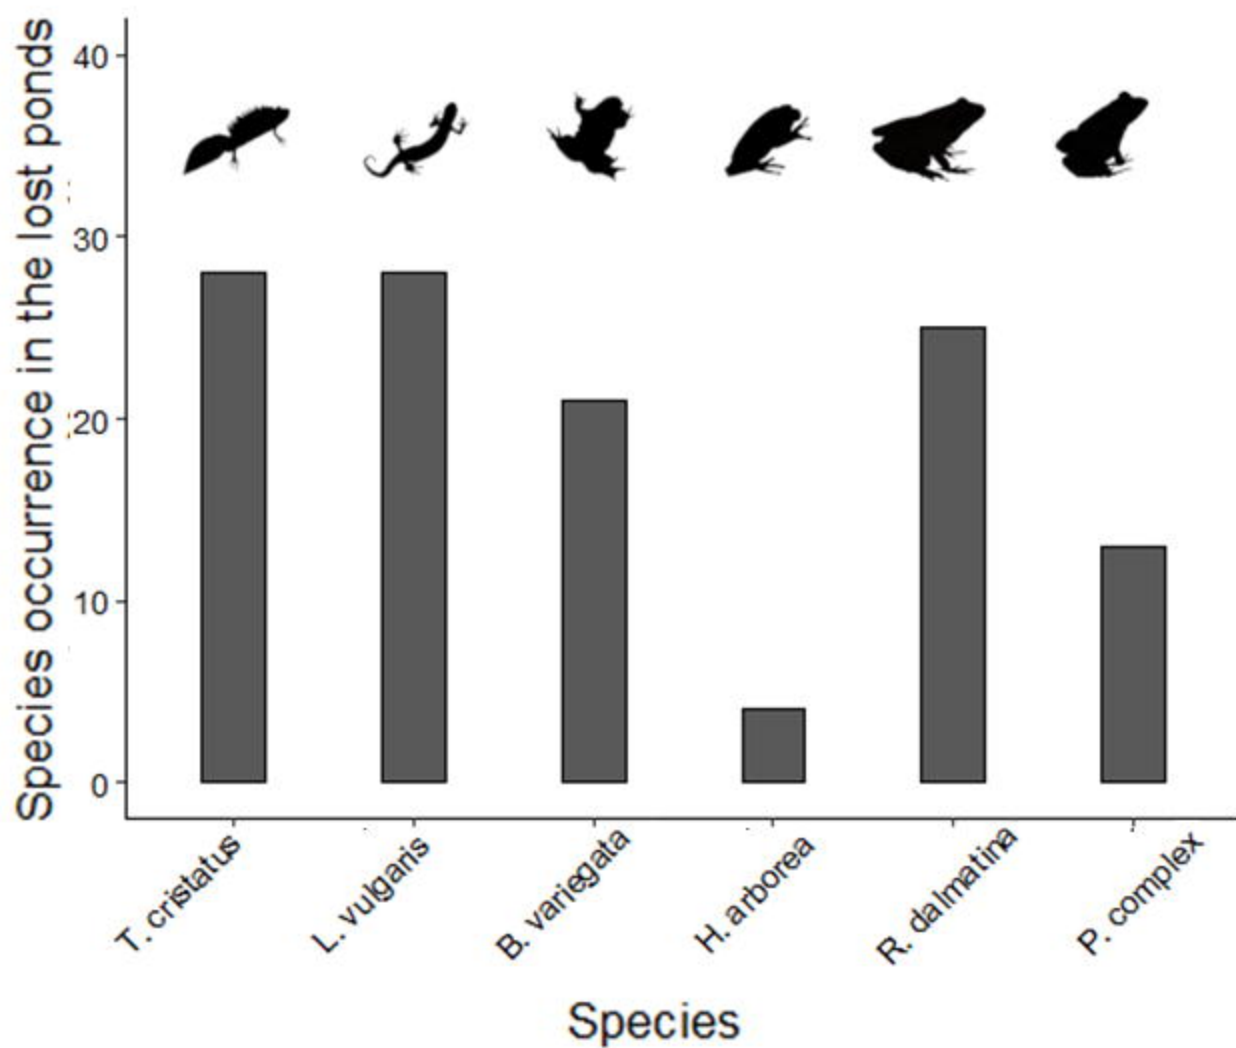 Species occurrence in the lost ponds
40
30
20
10
0
T. cristatus
L. vulgaris
B. variegata
H. arborea
R. dalmatina
P. complex
Species